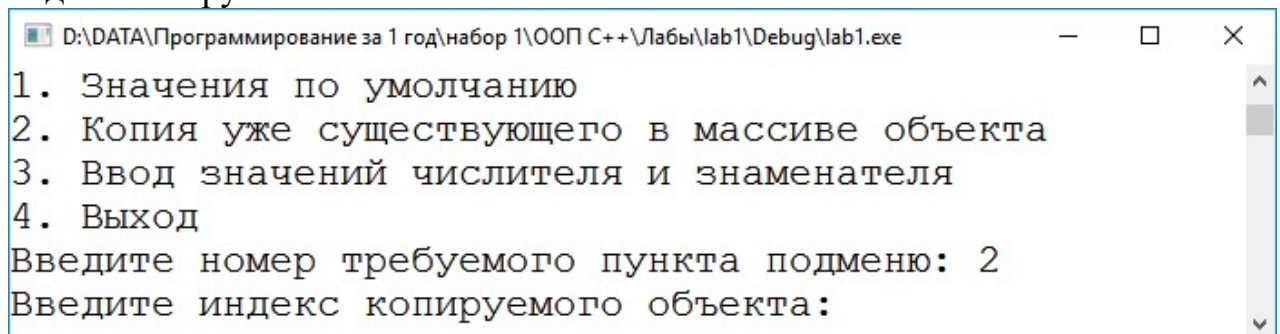 D:\DATA\Программирование за 1 год\набор 1\ООП С++\Лабы\lab1\Debug\lab1.exe
1. Значения по умолчанию
2. Копия уже существующего в массиве объекта
3. Ввод значений числителя и знаменателя
4. Выход
Введите номер требуемого пункта подменю: 2
Введите индекс копируемого объекта: